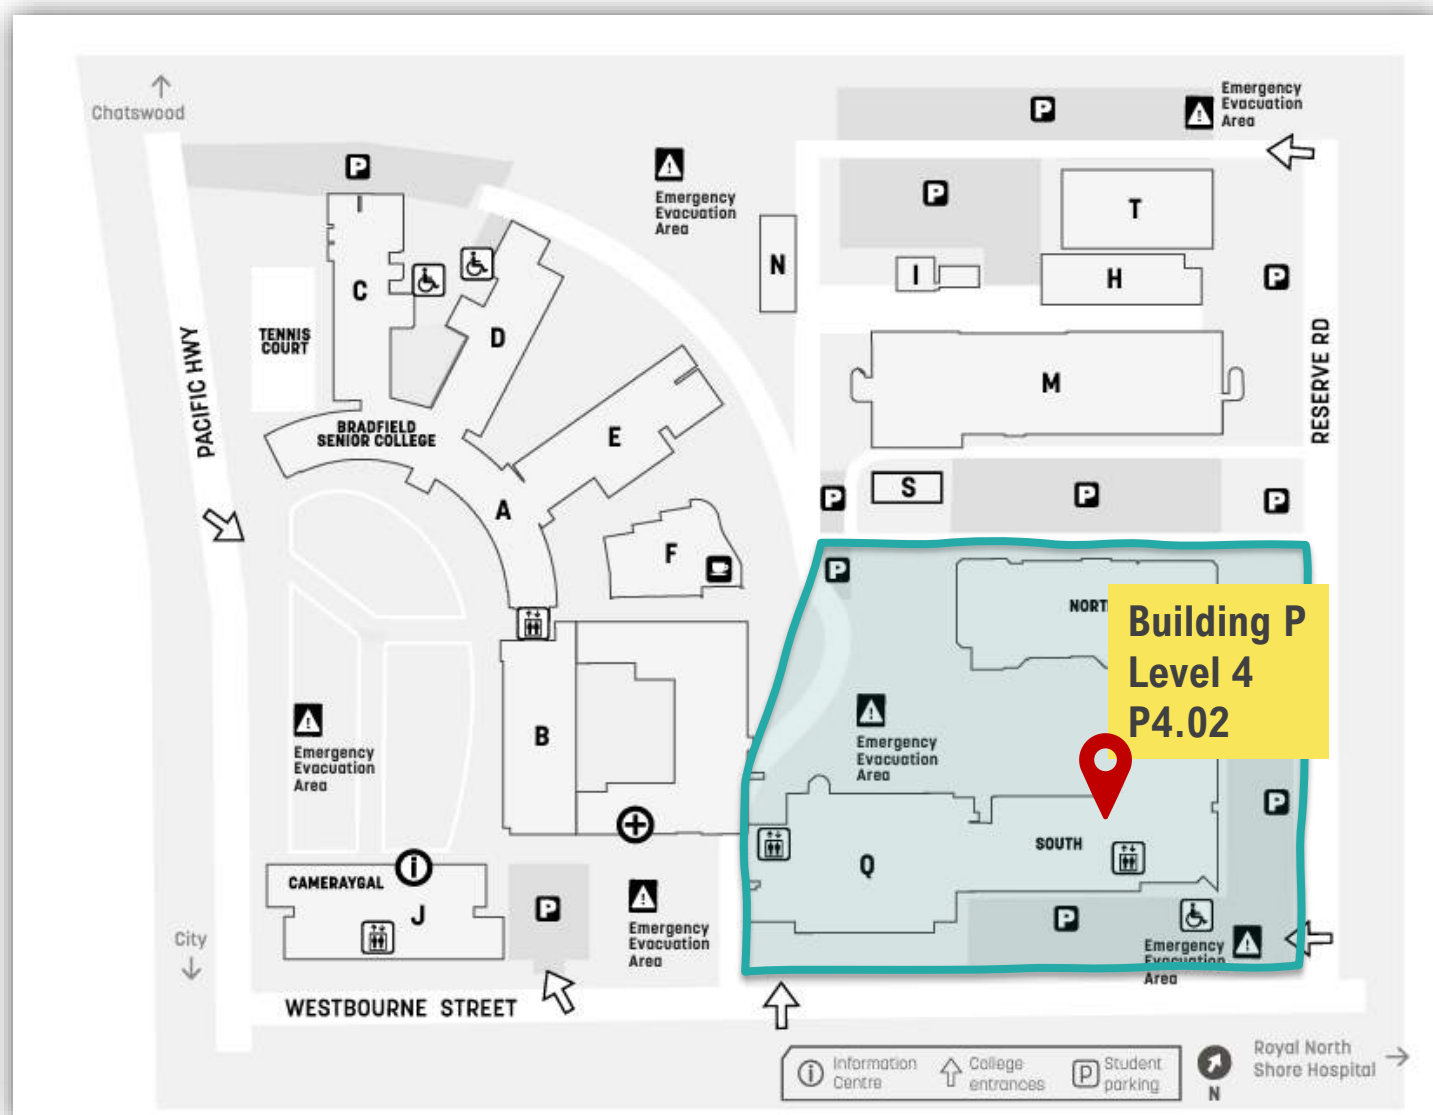 Chatswood
P
P
Emergency
Evacuation
Area
Emergency
Evacuation
Area
P
T
N
I
H
P
C
D
TENNIS
COURT
PACIFIC HWY
RESERVE RD
M
BRADFIELD
SENIOR COLLEGE
E
A
S
P
P
P
F
P
NORTH
Building P
Level 4
P4.02
Emergency
Evacuation
Area
B
Emergency
Evacuation
Area
P
SOUTH
Q
i
CAMERAYGAL
J
P
Emergency
Evacuation
Area
P
Emergency
Evacuation
Area
City
WESTBOURNE STREET
i Information
Centre
College
entrances
P Student
parking
N
Royal North
Shore Hospital